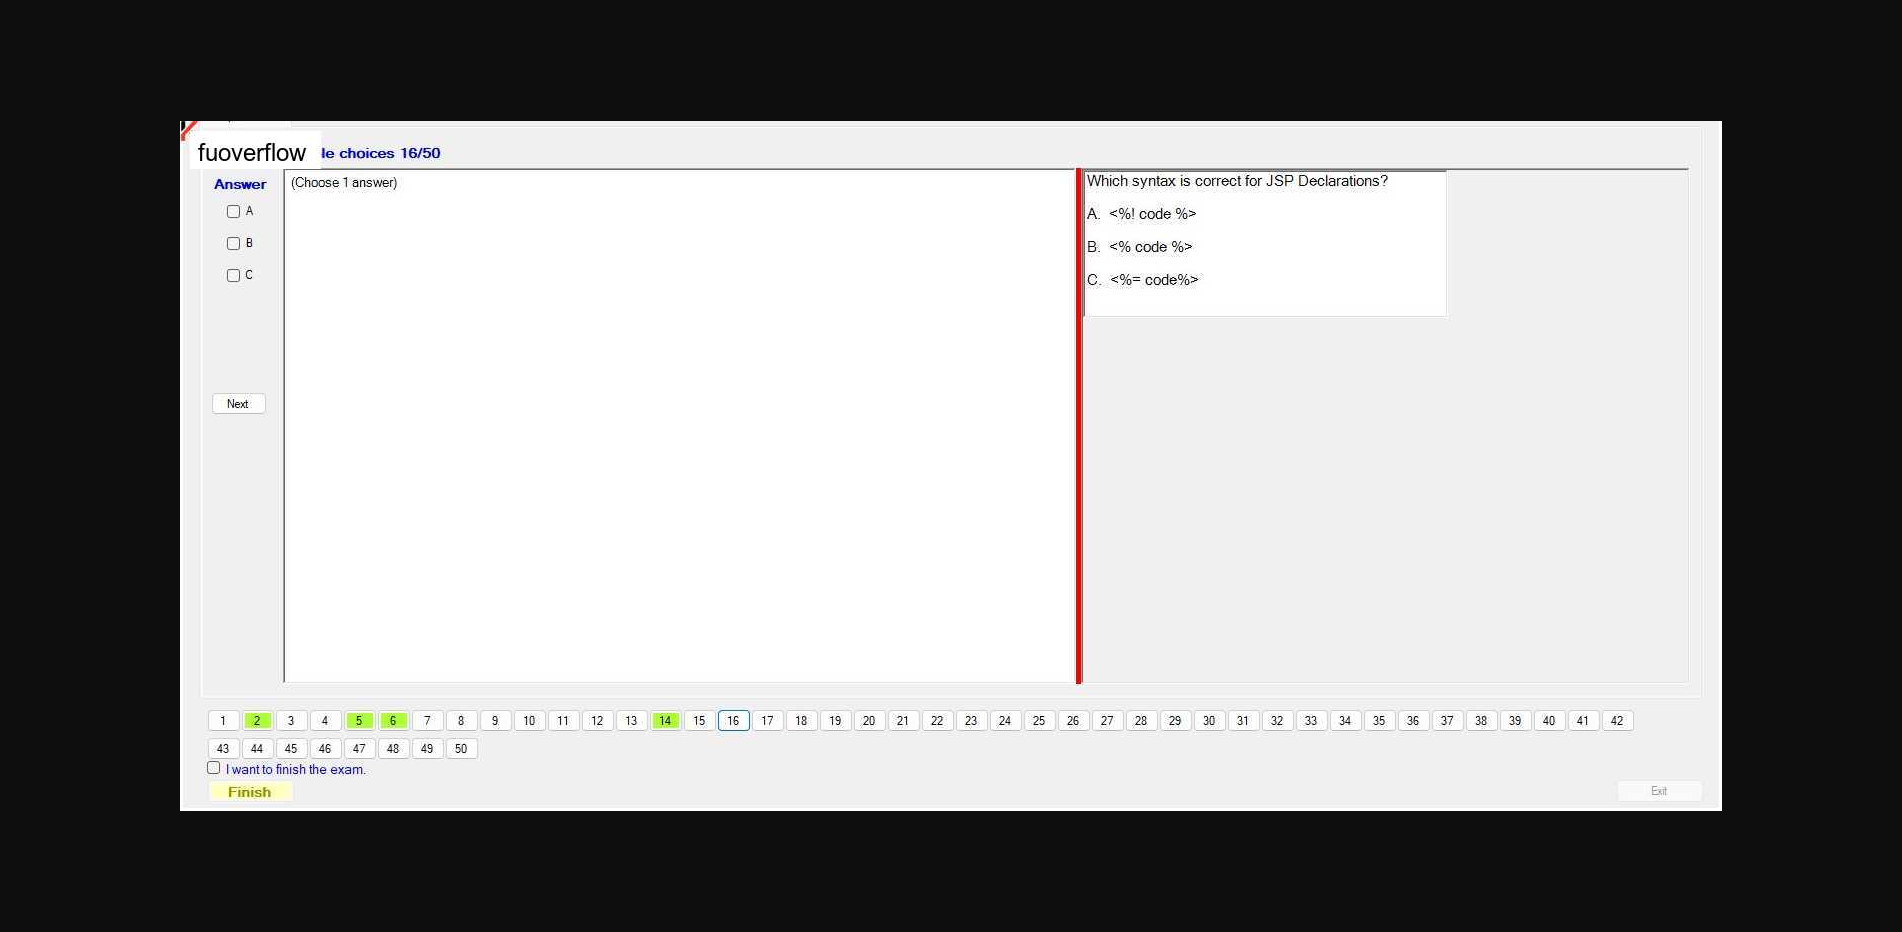 fuoverflow le choices 16/50
Answer
(Choose 1 answer)
A
B
C
Next
Which syntax is correct for JSP Declarations?
A. <%! code %>
B. <% code %>
C. <%= code%>
1 2 3 4 5 6 7 8 9 10 11 12 13 14 15 16 17 18 19 20 21 22 23 24 25 26 27 28 29 30 31 32 33 34 35 36 37 38 39 40 41 42
43 44 45 46 47 48 49 50
I want to finish the exam.
Finish
Exit